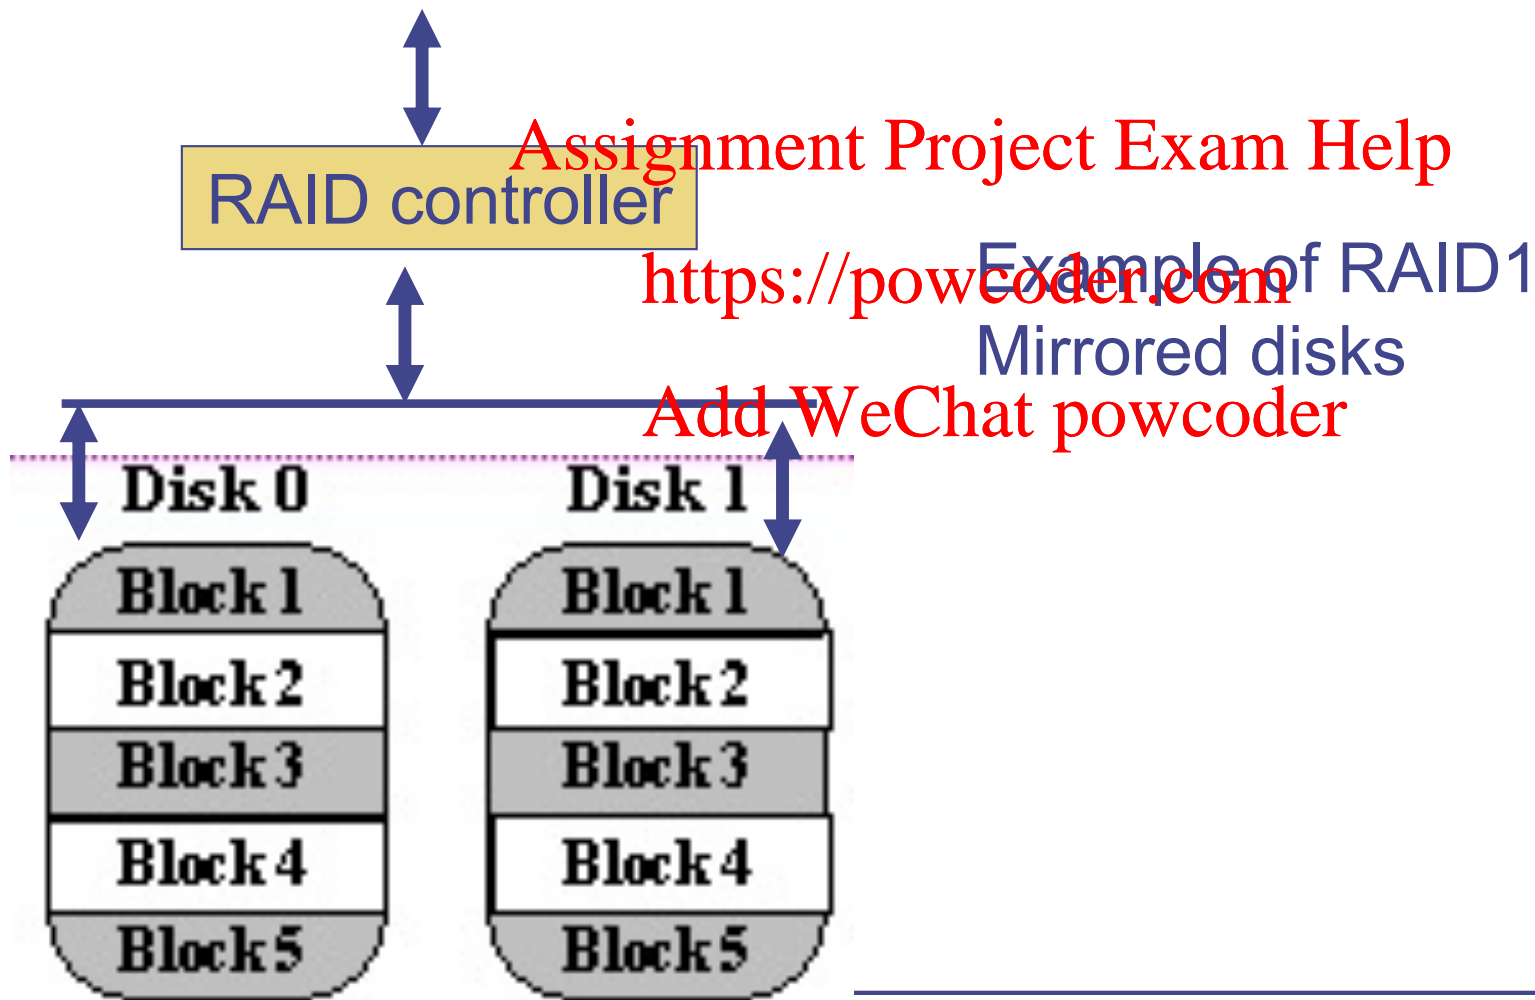 Assignment Project Exam Help
RAID controller
https://powcoder.com
Example of RAID1
Mirrored disks
Add WeChat powcoder
Disk 0
Disk 1
Block 1
Block 1
Block 2
Block 2
Block 3
Block 3
Block 4
Block 4
Block 5
Block 5